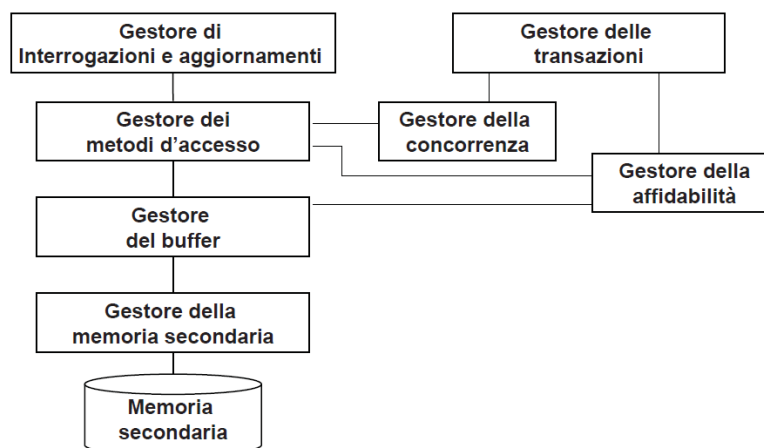 Gestore di
Interrogazioni e aggiornamenti
Gestore delle
transazioni
Gestore dei
metodi d'accesso
Gestore della
concorrenza
Gestore della
affidabilità
Gestore
del buffer
Gestore della
memoria secondaria
Memoria
secondaria